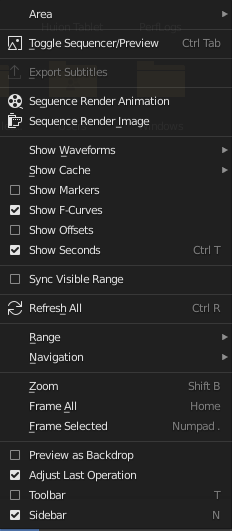 Area
Toggle Sequencer/Preview Ctrl Tab
Export Subtitles
Sequence Render Animation
Sequence Render Image
Show Waveforms
Show Cache
Show Markers
Show F-Curves
Show Offsets
Show Seconds Ctrl T
Sync Visible Range
Refresh All Ctrl R
Range
Navigation
Zoom Shift B
Frame All Home
Frame Selected Numpad .
Preview as Backdrop
Adjust Last Operation
Toolbar T
Sidebar N